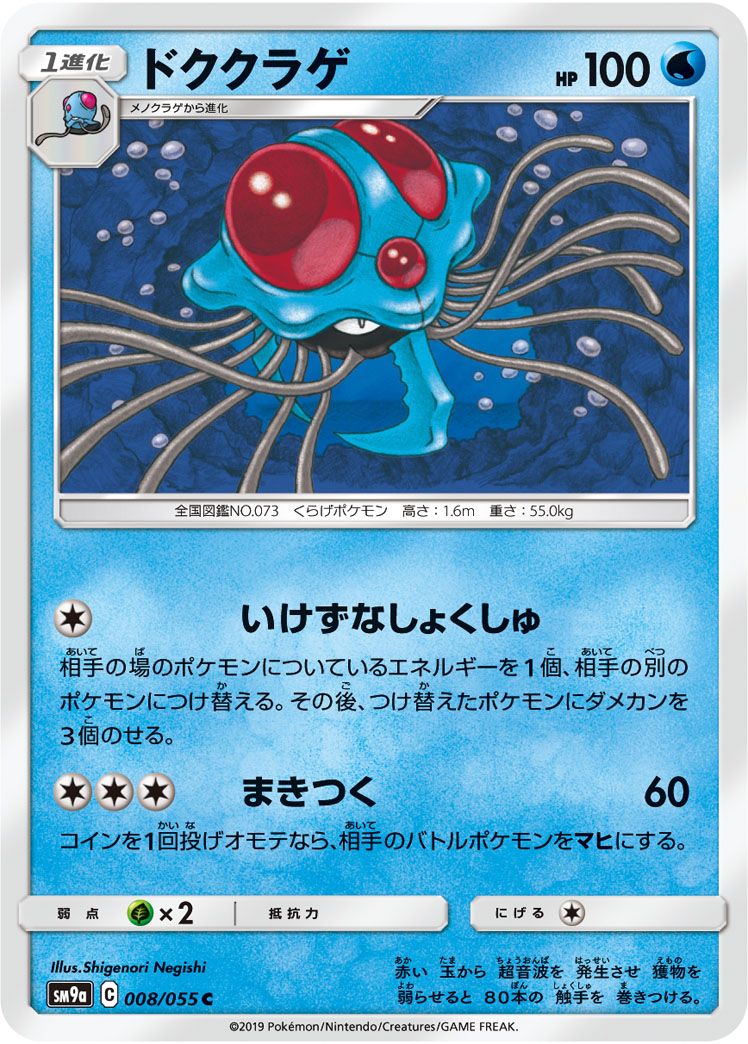 1進化 ドククラゲ HP 100
メノクラゲから進化
全国図鑑NO.073 くらげポケモン 高さ:1.6m 重さ:55.0kg
いけずなしょくしゅ
相手の場のポケモンについているエネルギーを1個、相手の別の
ポケモンにつけ替える。その後、つけ替えたポケモンにダメカンを
3個のせる。
まきつく 60
コインを1回投げオモテなら、相手のバトルポケモンをマヒにする。
弱点 ×2 抵抗力 にげる
Illus.Shigenori Negishi
SM9a C 008/055 C
赤い 玉から 超音波を 発生させ 獲物を
弱らせると 80本の 触手を 巻きつける。
©2019 Pokémon/Nintendo/Creatures/GAME FREAK.